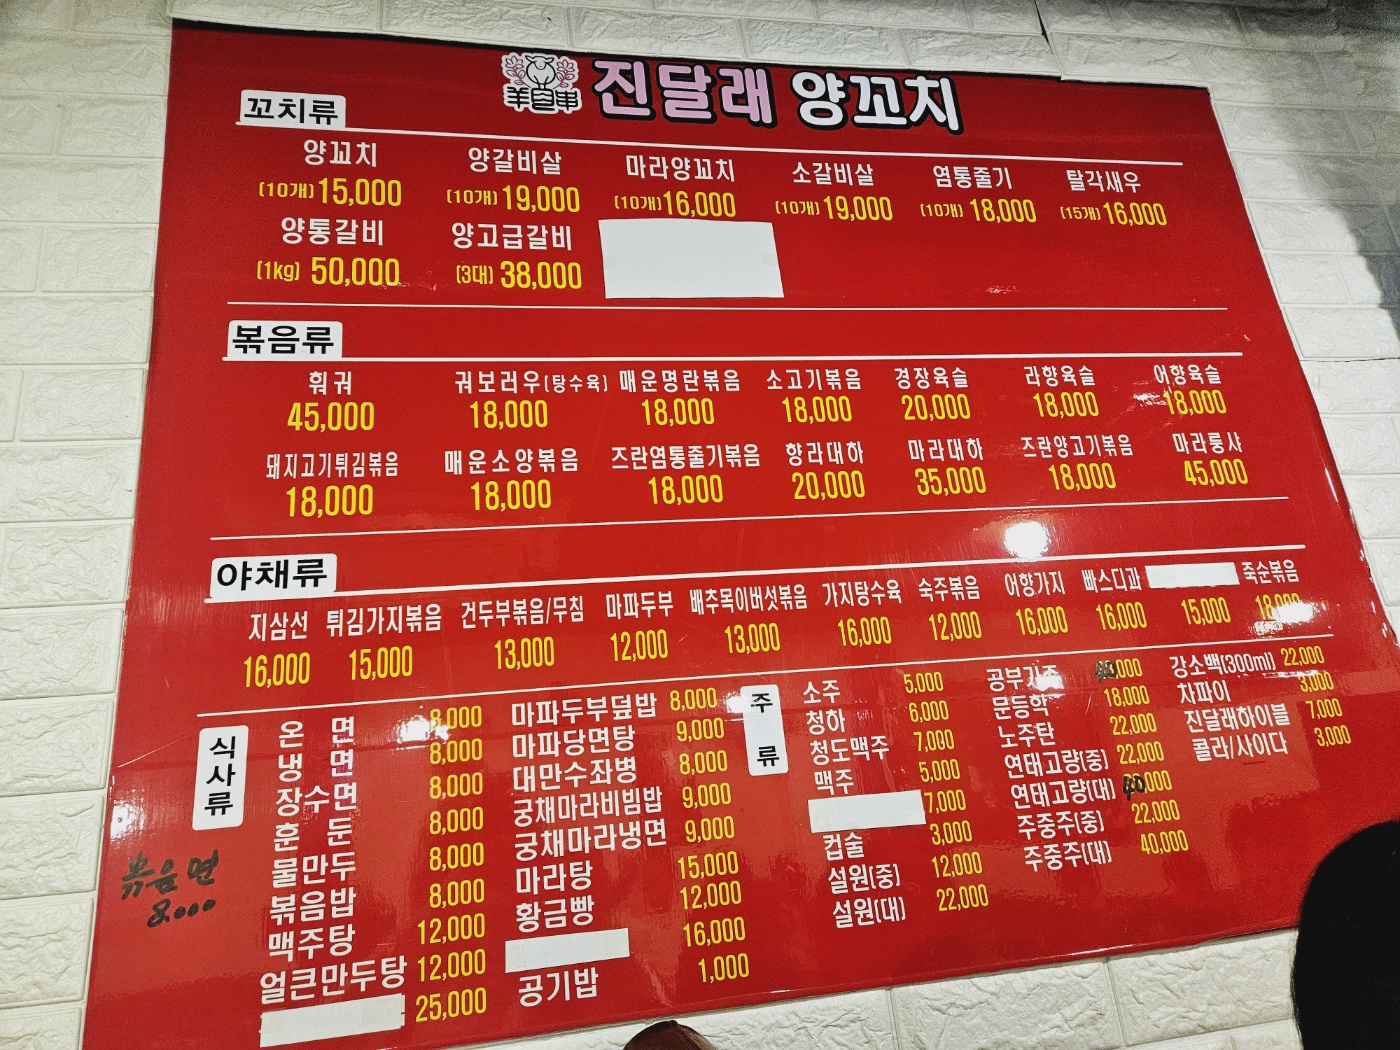 羊肉串 진달래 양꼬치
꼬치류
양꼬치 양갈비살 마라양꼬치 소갈비살 염통줄기 탈각새우
(10개) 15,000 (10개) 19,000 (10개) 16,000 (10개) 19,000 (10개) 18,000 (15개) 16,000
양통갈비 양고급갈비
(1kg) 50,000 (3대) 38,000
볶음류
훠궈 궈보러우(탕수육) 매운명란볶음 소고기볶음 경장육슬 라향육슬 어향육슬
45,000 18,000 18,000 18,000 20,000 18,000 18,000
돼지고기튀김볶음 매운소양볶음 즈란염통줄기볶음 향라대하 마라대하 즈란양고기볶음 마라롱샤
18,000 18,000 18,000 20,000 35,000 18,000 45,000
야채류
지삼선 튀김가지볶음 건두부볶음/무침 마파두부 배추목이버섯볶음 가지탕수육 숙주볶음 어향가지 빠스디과 죽순볶음
16,000 15,000 13,000 12,000 13,000 16,000 12,000 16,000 16,000 15,000 18,000
식사류
온 면 8,000
냉 면 8,000
장수면 8,000
훈 둔 8,000
물만두 8,000
볶음밥 8,000
맥주탕 12,000
얼큰만두탕 12,000
25,000
마파두부덮밥 8,000
마파당면탕 9,000
대만수좌병 8,000
궁채마라비빔밥 9,000
궁채마라냉면 9,000
마라탕 15,000
황금빵 12,000
16,000
공기밥 1,000
주류
소주 5,000
청하 6,000
청도맥주 7,000
맥주 5,000
7,000
컵술 3,000
설원(중) 12,000
설원(대) 22,000
공부가주 ,000
문등학 18,000
노주탄 22,000
연태고량(중) 22,000
연태고량(대) 40,000
주중주(중) 22,000
주중주(대) 40,000
강소백(300ml) 22,000
차파이 3,000
진달래하이볼 7,000
콜라/사이다 3,000
볶음면
8.000